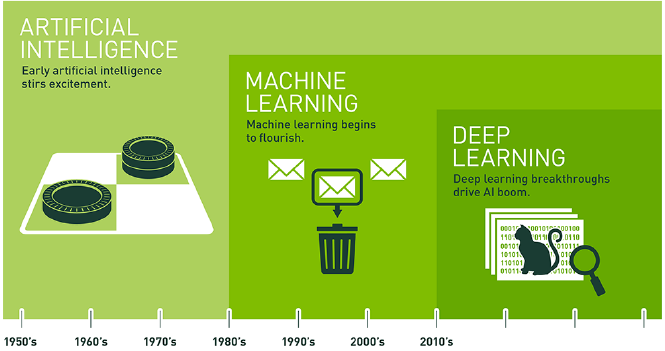 ARTIFICIAL
INTELLIGENCE
Early artificial intelligence
stirs excitement.
MACHINE
LEARNING
Machine learning begins
to flourish.
DEEP
LEARNING
Deep learning breakthroughs
drive AI boom.
1950's 1960's 1970's 1980's 1990's 2000's 2010's